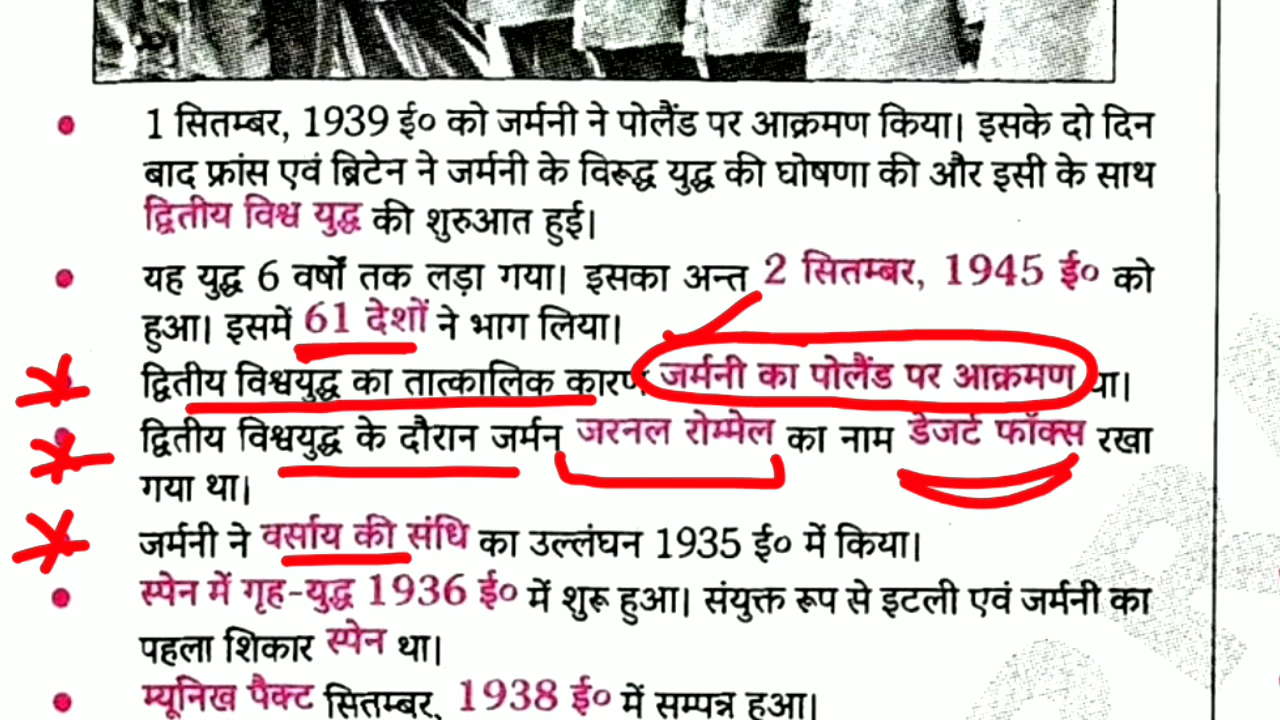 1 सितम्बर, 1939 ई० को जर्मनी ने पोलैंड पर आक्रमण किया। इसके दो दिन
बाद फ्रांस एवं ब्रिटेन ने जर्मनी के विरूद्ध युद्ध की घोषणा की और इसी के साथ
द्वितीय विश्व युद्ध की शुरुआत हुई।
यह युद्ध 6 वर्षों तक लड़ा गया। इसका अन्त 2 सितम्बर, 1945 ई० को
हुआ। इसमें 61 देशों ने भाग लिया।
द्वितीय विश्वयुद्ध का तात्कालिक कारण जर्मनी का पोलैंड पर आक्रमण था।
द्वितीय विश्वयुद्ध के दौरान जर्मन जरनल रोम्मेल का नाम डेजर्ट फॉक्स रखा
गया था।
जर्मनी ने वर्साय की संधि का उल्लंघन 1935 ई० में किया।
स्पेन में गृह-युद्ध 1936 ई० में शुरू हुआ। संयुक्त रूप से इटली एवं जर्मनी का
पहला शिकार स्पेन था।
म्यूनिख पैक्ट सितम्बर, 1938 ई० में सम्पन्न हुआ।